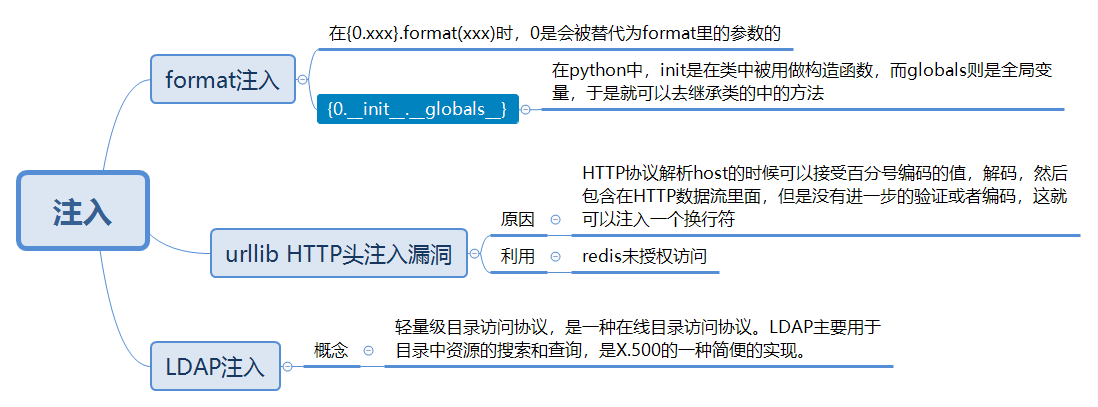 注入
format注入
在{0.xxx}.format(xxx)时，0是会被替代为format里的参数的
{0.__init__.__globals__}
在python中，init是在类中被用做构造函数，而globals则是全局变
量，于是就可以去继承类的中的方法
urllib HTTP头注入漏洞
原因
HTTP协议解析host的时候可以接受百分号编码的值，解码，然后
包含在HTTP数据流里面，但是没有进一步的验证或者编码，这就
可以注入一个换行符
利用
redis未授权访问
LDAP注入
概念
轻量级目录访问协议，是一种在线目录访问协议。LDAP主要用于
目录中资源的搜索和查询，是X.500的一种简便的实现。